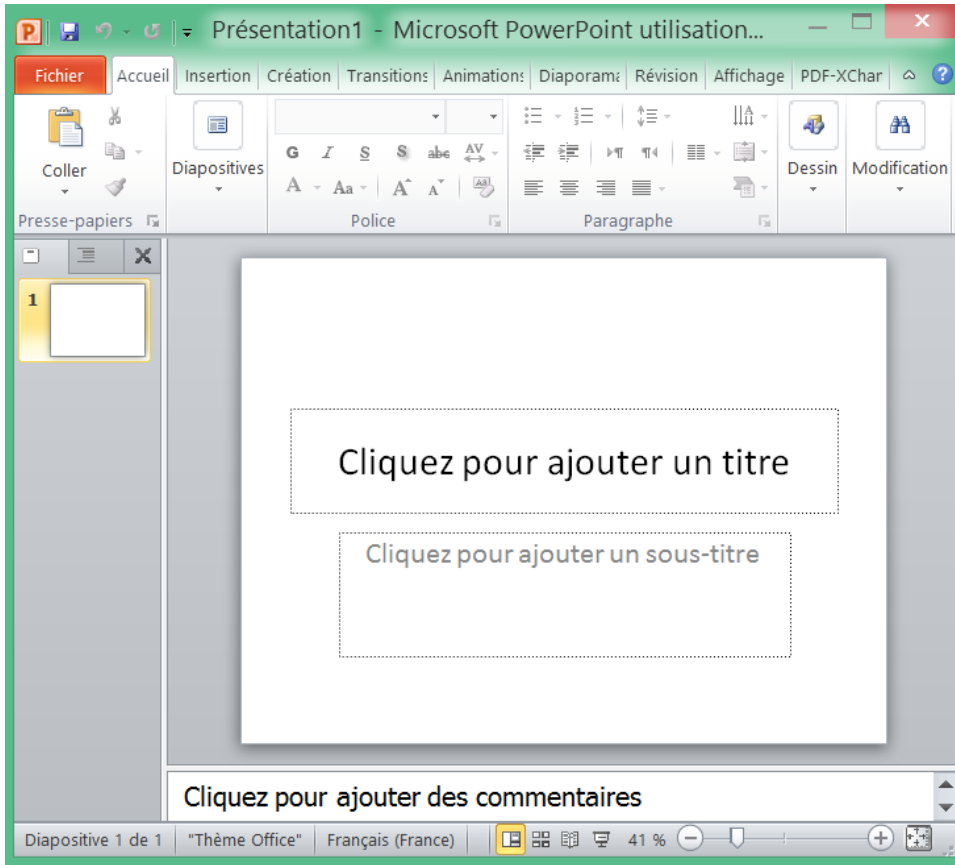 Présentation1 - Microsoft PowerPoint utilisation...
Fichier Accueil Insertion Création Transitions Animations Diaporama Révision Affichage PDF-XChar
Coller
Diapositives
G I S S abc AV
A Aa A A
Dessin
Modification
Presse-papiers Police Paragraphe
1
Cliquez pour ajouter un titre
Cliquez pour ajouter un sous-titre
Cliquez pour ajouter des commentaires
Diapositive 1 de 1 "Thème Office" Français (France) 41 %